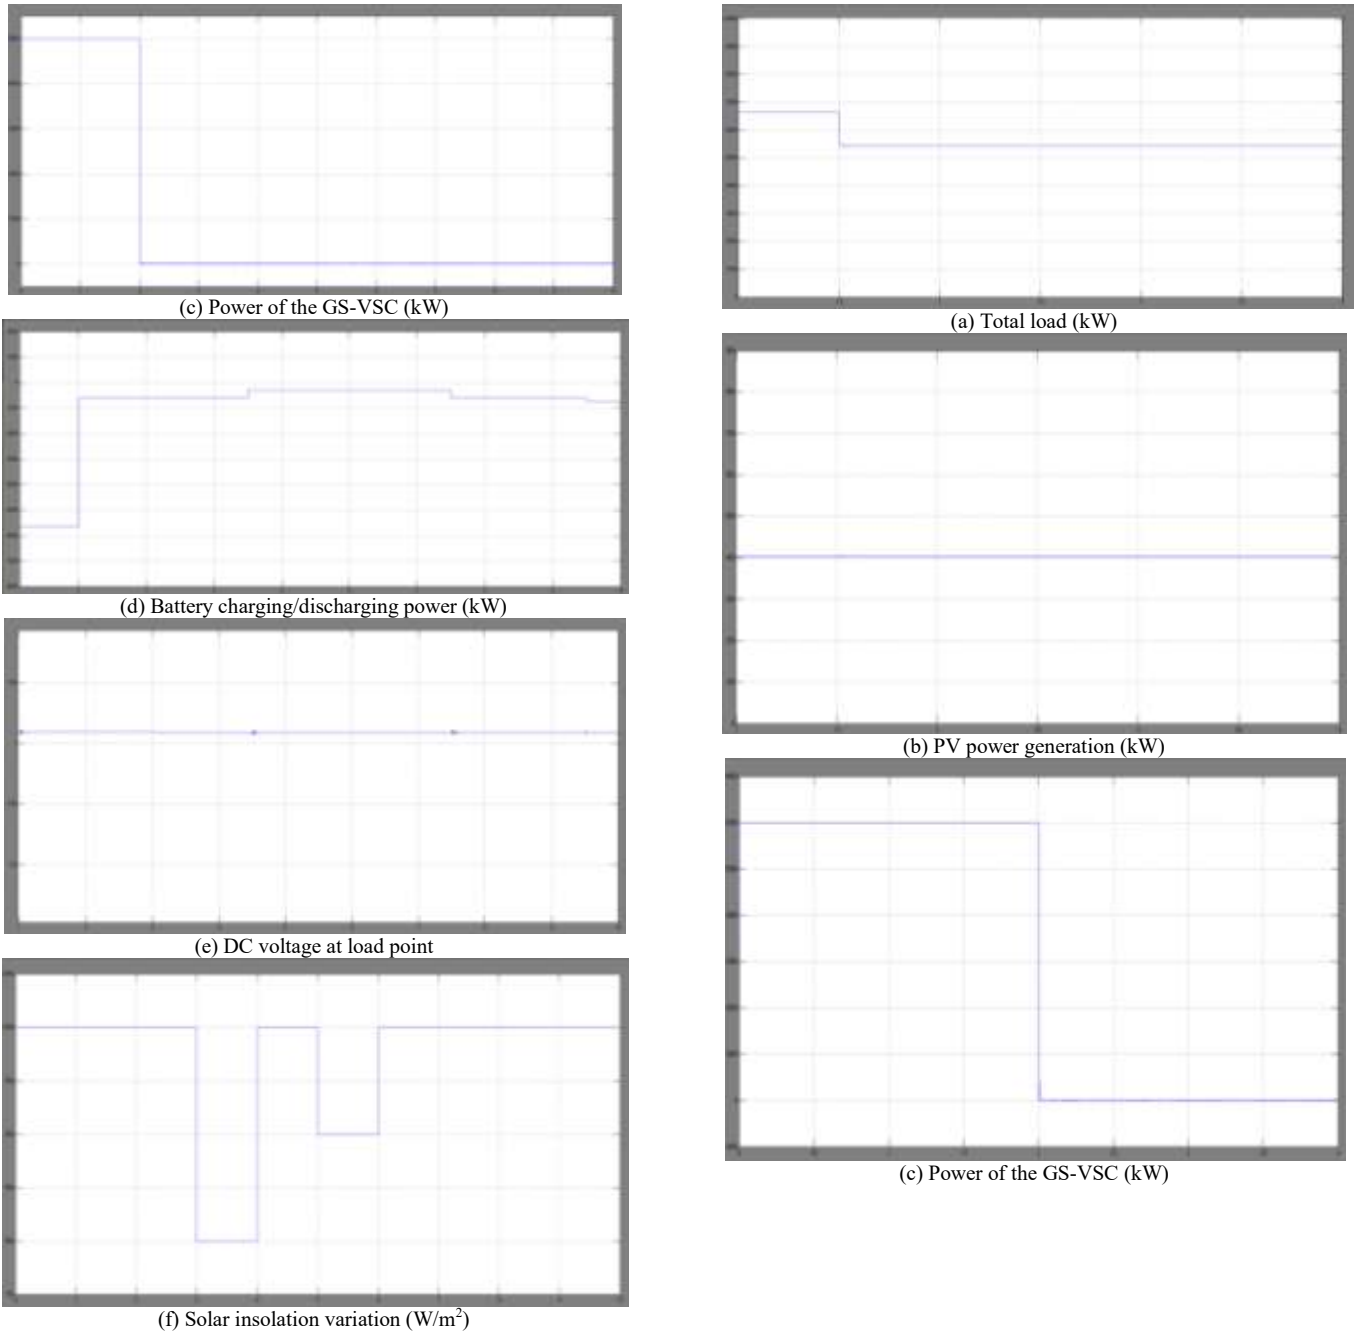 (c) Power of the GS-VSC (kW)
(d) Battery charging/discharging power (kW)
(e) DC voltage at load point
(f) Solar insolation variation (W/m²)
(a) Total load (kW)
(b) PV power generation (kW)
(c) Power of the GS-VSC (kW)